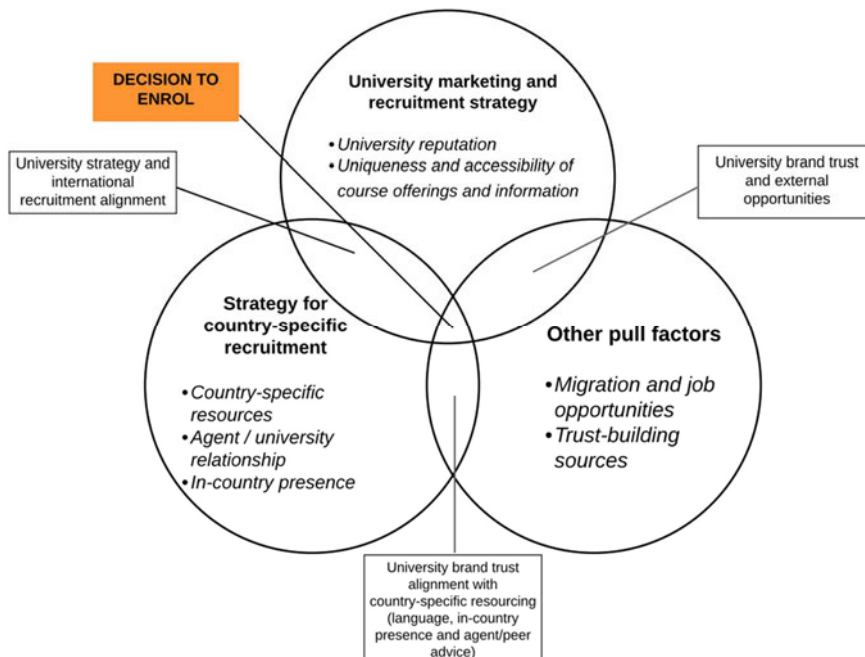 DECISION TO
ENROL
University marketing and
recruitment strategy
•University reputation
•Uniqueness and accessibility of
course offerings and information
University strategy and
international
recruitment alignment
University brand trust
and external
opportunities
Strategy for
country-specific
recruitment
•Country-specific
resources
•Agent / university
relationship
•In-country presence
Other pull factors
•Migration and job
opportunities
•Trust-building
sources
University brand trust
alignment with
country-specific resourcing
(language, in-country
presence and agent/peer
advice)